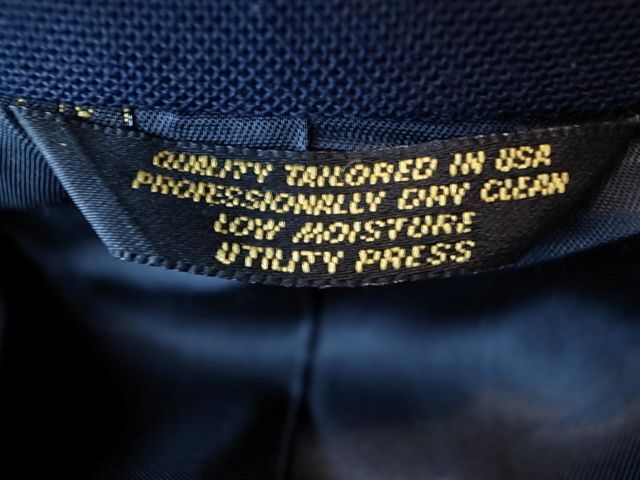 QUALITY TAILORED IN USA
PROFESSIONALLY DRY CLEAN
LOW MOISTURE
UTILITY PRESS